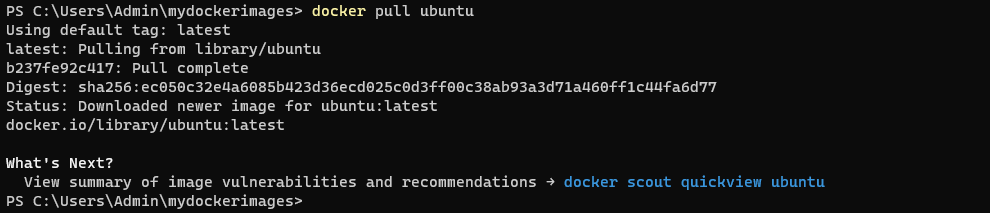 PS C:\Users\Admin\mydockerimages> docker pull ubuntu
Using default tag: latest
latest: Pulling from library/ubuntu
b237fe92c417: Pull complete
Digest: sha256:ec050c32e4a6085b423d36ecd025c0d3ff00c38ab93a3d71a460ff1c44fa6d77
Status: Downloaded newer image for ubuntu:latest
docker.io/library/ubuntu:latest

What's Next?
  View summary of image vulnerabilities and recommendations → docker scout quickview ubuntu
PS C:\Users\Admin\mydockerimages>